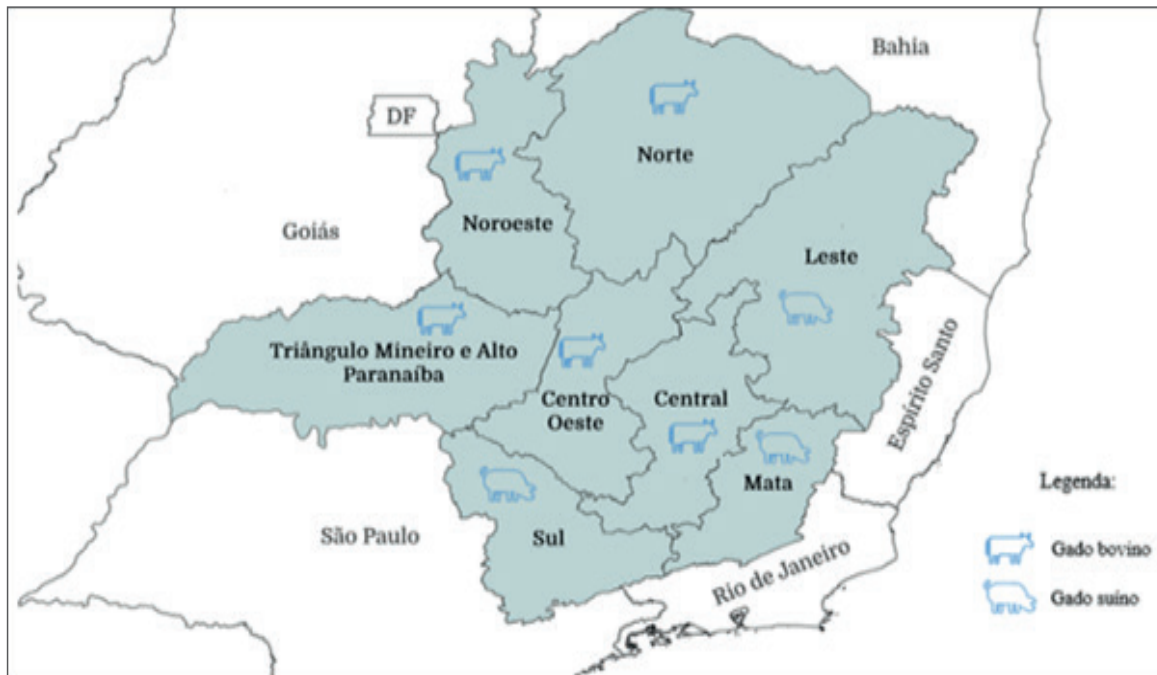 Bahia
DF
Norte
Noroeste
Goiás
Leste
Triângulo Mineiro e Alto
Paranaíba
Centro
Oeste
Central
Espírito Santo
Mata
Legenda:
São Paulo
Sul
Rio de Janeiro
Gado bovino
Gado suíno